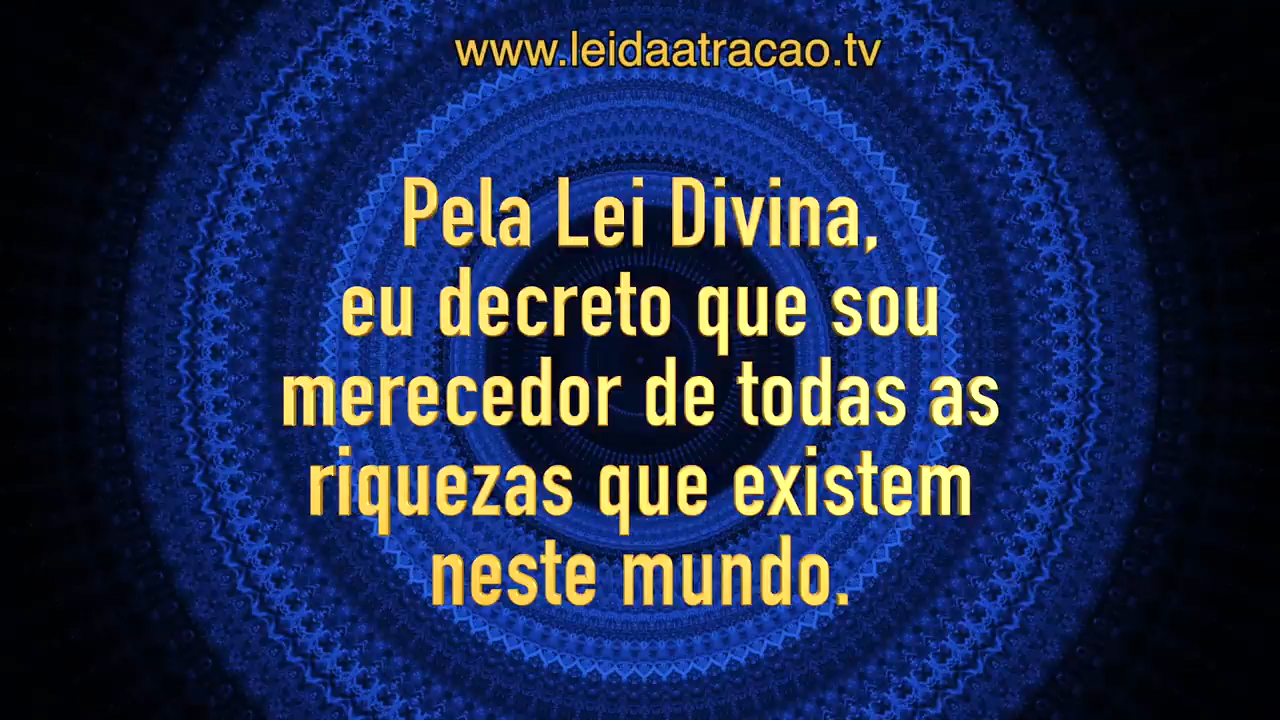 www.leidaatracao.tv
Pela Lei Divina,
eu decreto que sou
merecedor de todas as
riquezas que existem
neste mundo.